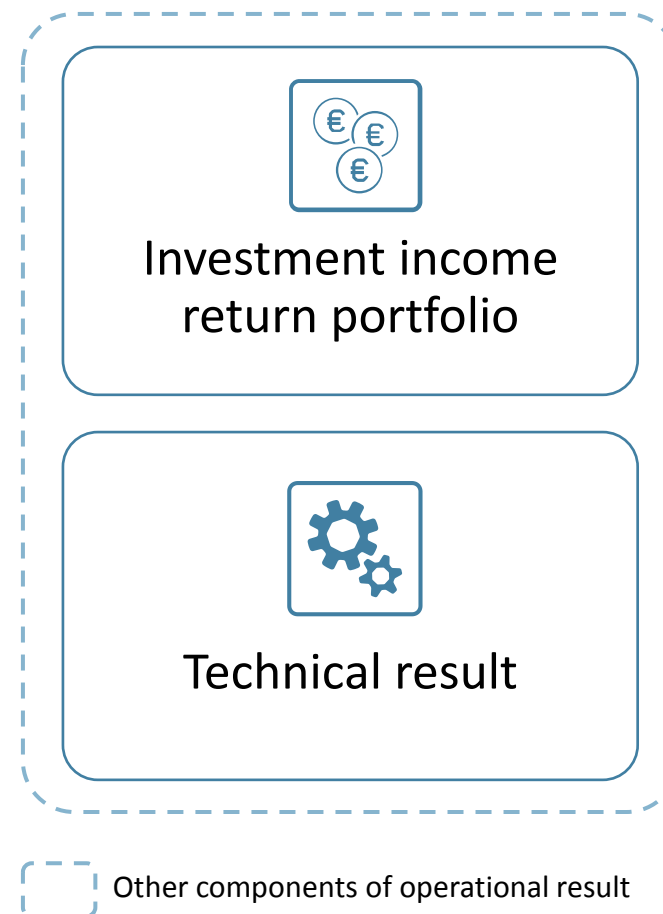 €
€
€
Investment income
return portfolio
Technical result
Other components of operational result